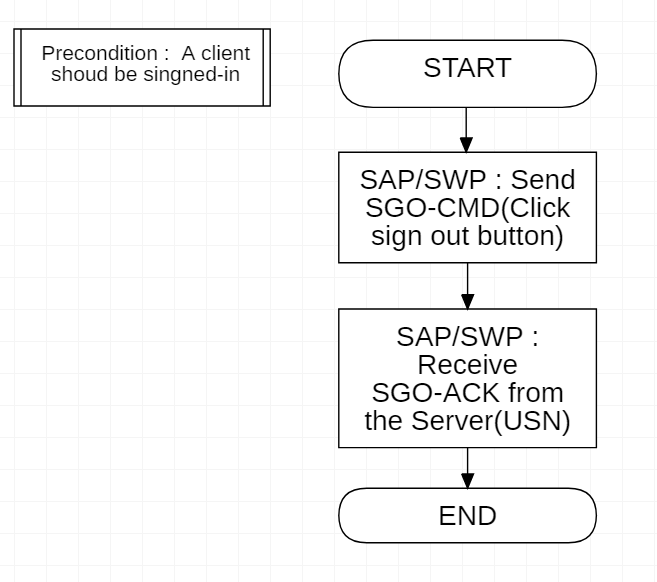 Precondition :  A client
shoud be singned-in
START
SAP/SWP : Send
SGO-CMD(Click
sign out button)
SAP/SWP :
Receive
SGO-ACK from
the Server(USN)
END